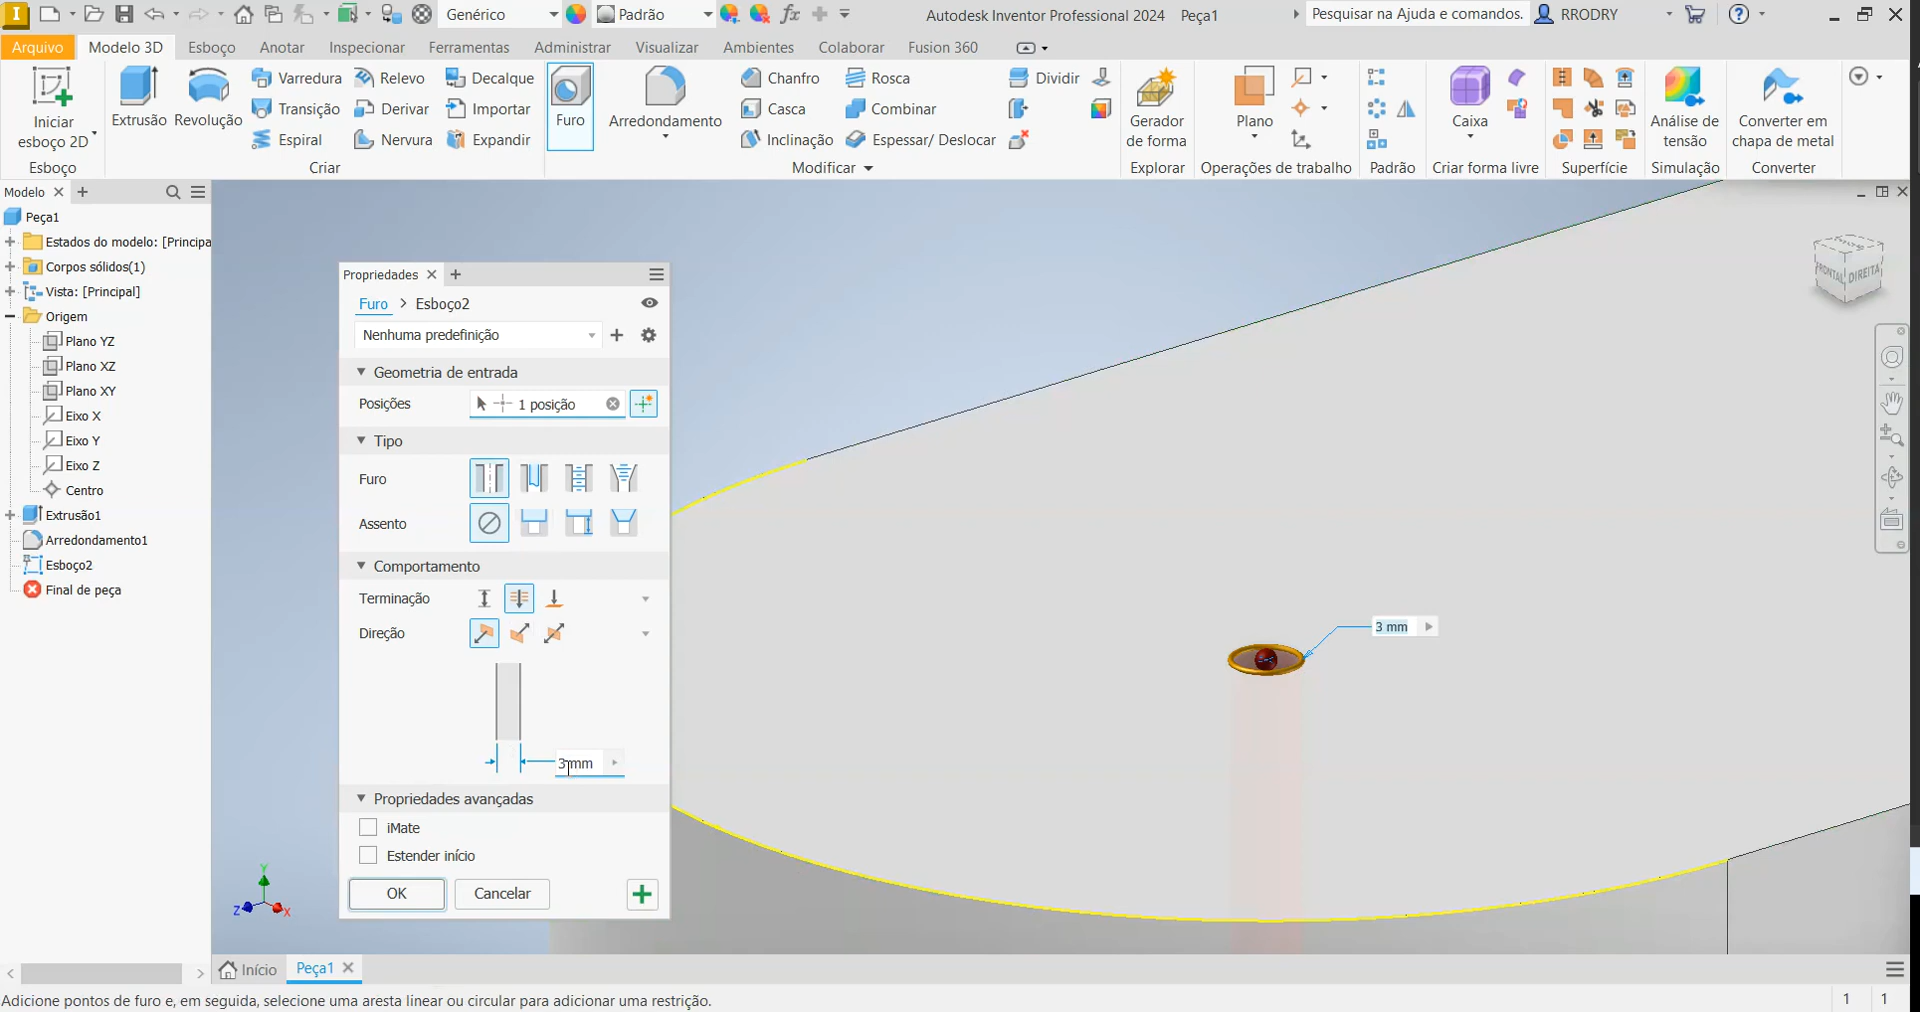 Genérico
Padrão
fx
Autodesk Inventor Professional 2024 Peça1
Pesquisar na Ajuda e comandos.
RRODRY
Arquivo
Modelo 3D
Esboço
Anotar
Inspecionar
Ferramentas
Administrar
Visualizar
Ambientes
Colaborar
Fusion 360
Iniciar
esboço 2D
Extrusão
Revolução
Varredura
Transição
Espiral
Relevo
Derivar
Nervura
Decalque
Importar
Expandir
Furo
Arredondamento
Chanfro
Casca
Inclinação
Rosca
Combinar
Espessar/ Deslocar
Dividir
Gerador
de forma
Plano
Caixa
Análise de
tensão
Converter em
chapa de metal
Esboço
Criar
Modificar
Explorar
Operações de trabalho
Padrão
Criar forma livre
Superfície
Simulação
Converter
Modelo
Peça1
Estados do modelo: [Principa
Corpos sólidos(1)
Vista: [Principal]
Origem
Plano YZ
Plano XZ
Plano XY
Eixo X
Eixo Y
Eixo Z
Centro
Extrusão1
Arredondamento1
Esboço2
Final de peça
Propriedades
Furo > Esboço2
Nenhuma predefinição
Geometria de entrada
Posições
1 posição
Tipo
Furo
Assento
Comportamento
Terminação
Direção
3 mm
Propriedades avançadas
iMate
Estender início
OK
Cancelar
3 mm
FRONTAL
DIREITA
Y
Z
X
Início
Peça1
Adicione pontos de furo e, em seguida, selecione uma aresta linear ou circular para adicionar uma restrição.
1
1